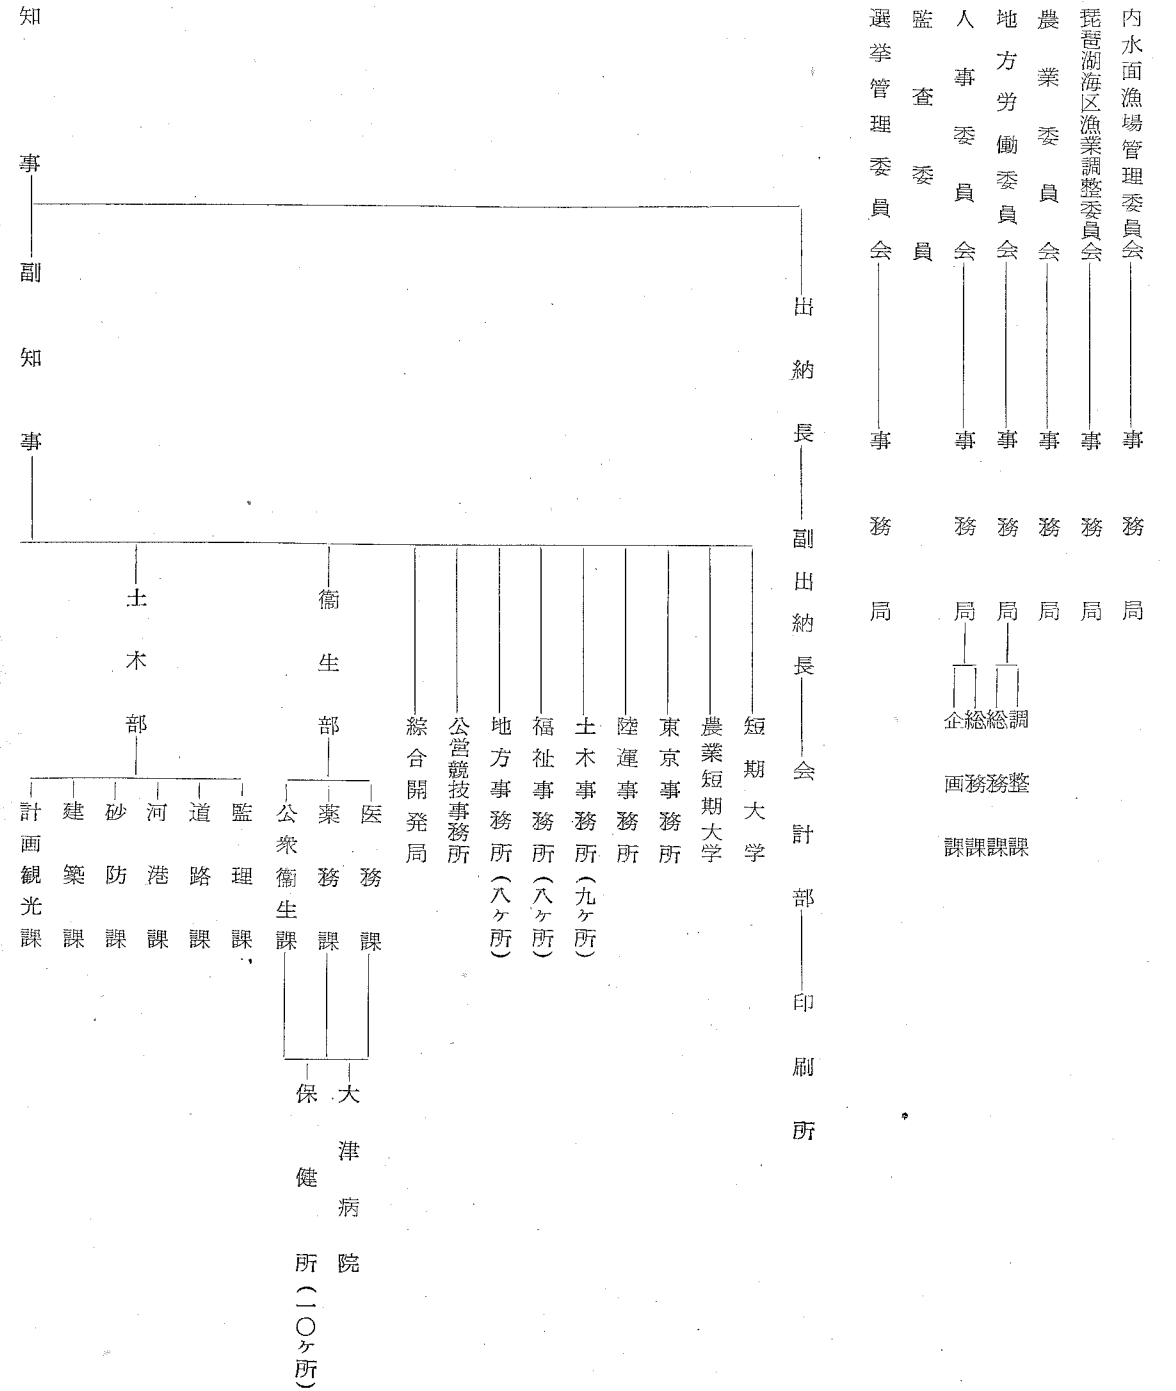 内水面漁場管理委員会 事務局
琵琶湖海区漁業調整委員会 事務局
農業委員会 事務局
地方労働委員会 事務局
調整課
総務課
人事委員会 事務局
総務課
企画課
監査委員
選挙管理委員会 事務局
出納長 副出納長 会計部 印刷所
短期大学
農業短期大学
東京事務所
陸運事務所
土木事務所(九ヶ所)
福祉事務所(八ヶ所)
地方事務所(八ヶ所)
公営競技事務所
綜合開発局
衞生部
医務課
薬務課
公衆衞生課
大津病院
保健所(一〇ヶ所)
土木部
監理課
道路課
河港課
砂防課
建築課
計画観光課
知事 副知事